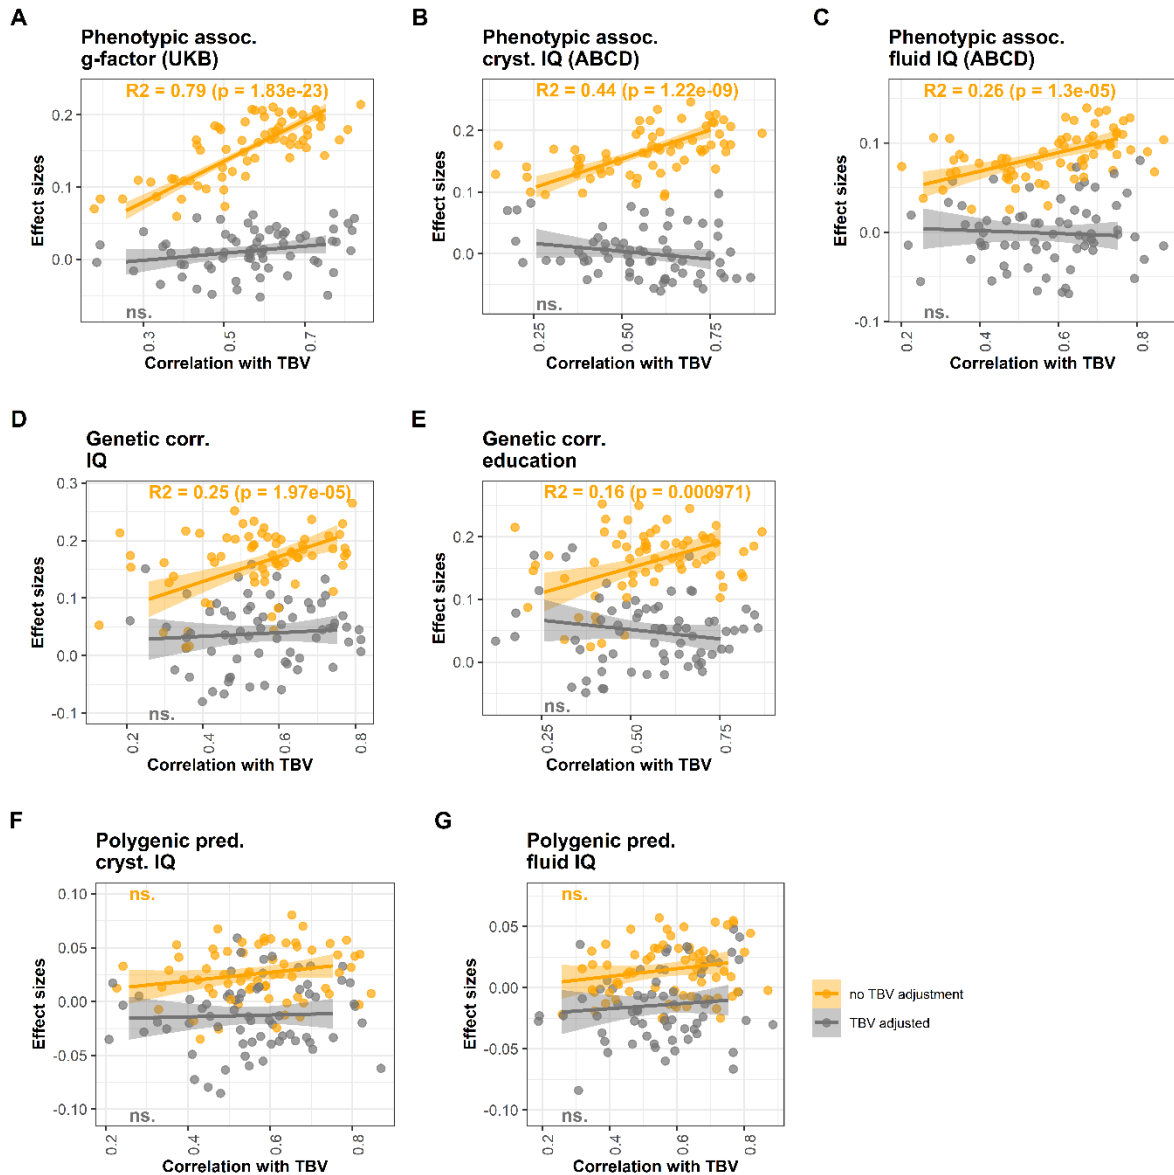 A
Phenotypic assoc.
g-factor (UKB)
R2 = 0.79 (p = 1.83e-23)
Effect sizes
0.2
0.1
0.0
ns.
0.3
0.5
0.7
Correlation with TBV
B
Phenotypic assoc.
cryst. IQ (ABCD)
R2 = 0.44 (p = 1.22e-09)
Effect sizes
0.2
0.1
0.0
ns.
0.25
0.50
0.75
Correlation with TBV
C
Phenotypic assoc.
fluid IQ (ABCD)
R2 = 0.26 (p = 1.3e-05)
Effect sizes
0.1
0.0
-0.1
ns.
0.2
0.4
0.6
0.8
Correlation with TBV
D
Genetic corr.
IQ
R2 = 0.25 (p = 1.97e-05)
Effect sizes
0.3
0.2
0.1
0.0
-0.1
ns.
0.2
0.4
0.6
0.8
Correlation with TBV
E
Genetic corr.
education
R2 = 0.16 (p = 0.000971)
Effect sizes
0.2
0.1
0.0
ns.
0.25
0.50
0.75
Correlation with TBV
F
Polygenic pred.
cryst. IQ
ns.
Effect sizes
0.10
0.05
0.00
-0.05
-0.10
ns.
0.2
0.4
0.6
0.8
Correlation with TBV
G
Polygenic pred.
fluid IQ
ns.
Effect sizes
0.05
0.00
-0.05
-0.10
ns.
0.2
0.4
0.6
0.8
Correlation with TBV
no TBV adjustment
TBV adjusted